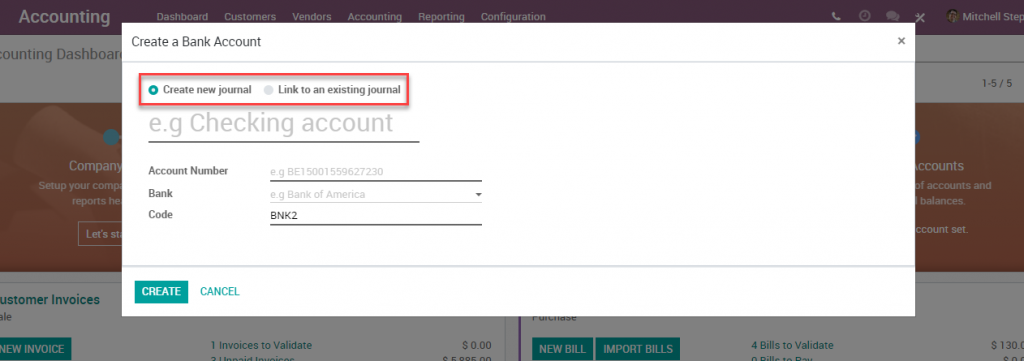 Accounting Dashboard Customers Vendors Accounting Reporting Configuration Mitchell Step
Create a Bank Account ×
counting Dashboard
1-5 / 5
Create new journal Link to an existing journal
e.g Checking account
Company Accounts
Account Number e.g BE15001559627230
Setup your compa of accounts and
Bank e.g Bank of America
reports hea balances.
Code BNK2
Let's sta ccount set.
CREATE CANCEL
ustomer Invoices
ale Purchase
NEW INVOICE 1 Invoices to Validate $ 0.00 NEW BILL IMPORT BILLS 4 Bills to Validate $ 130.0
3 Unpaid Invoices $ 5,885.00 0 Bills to Pay